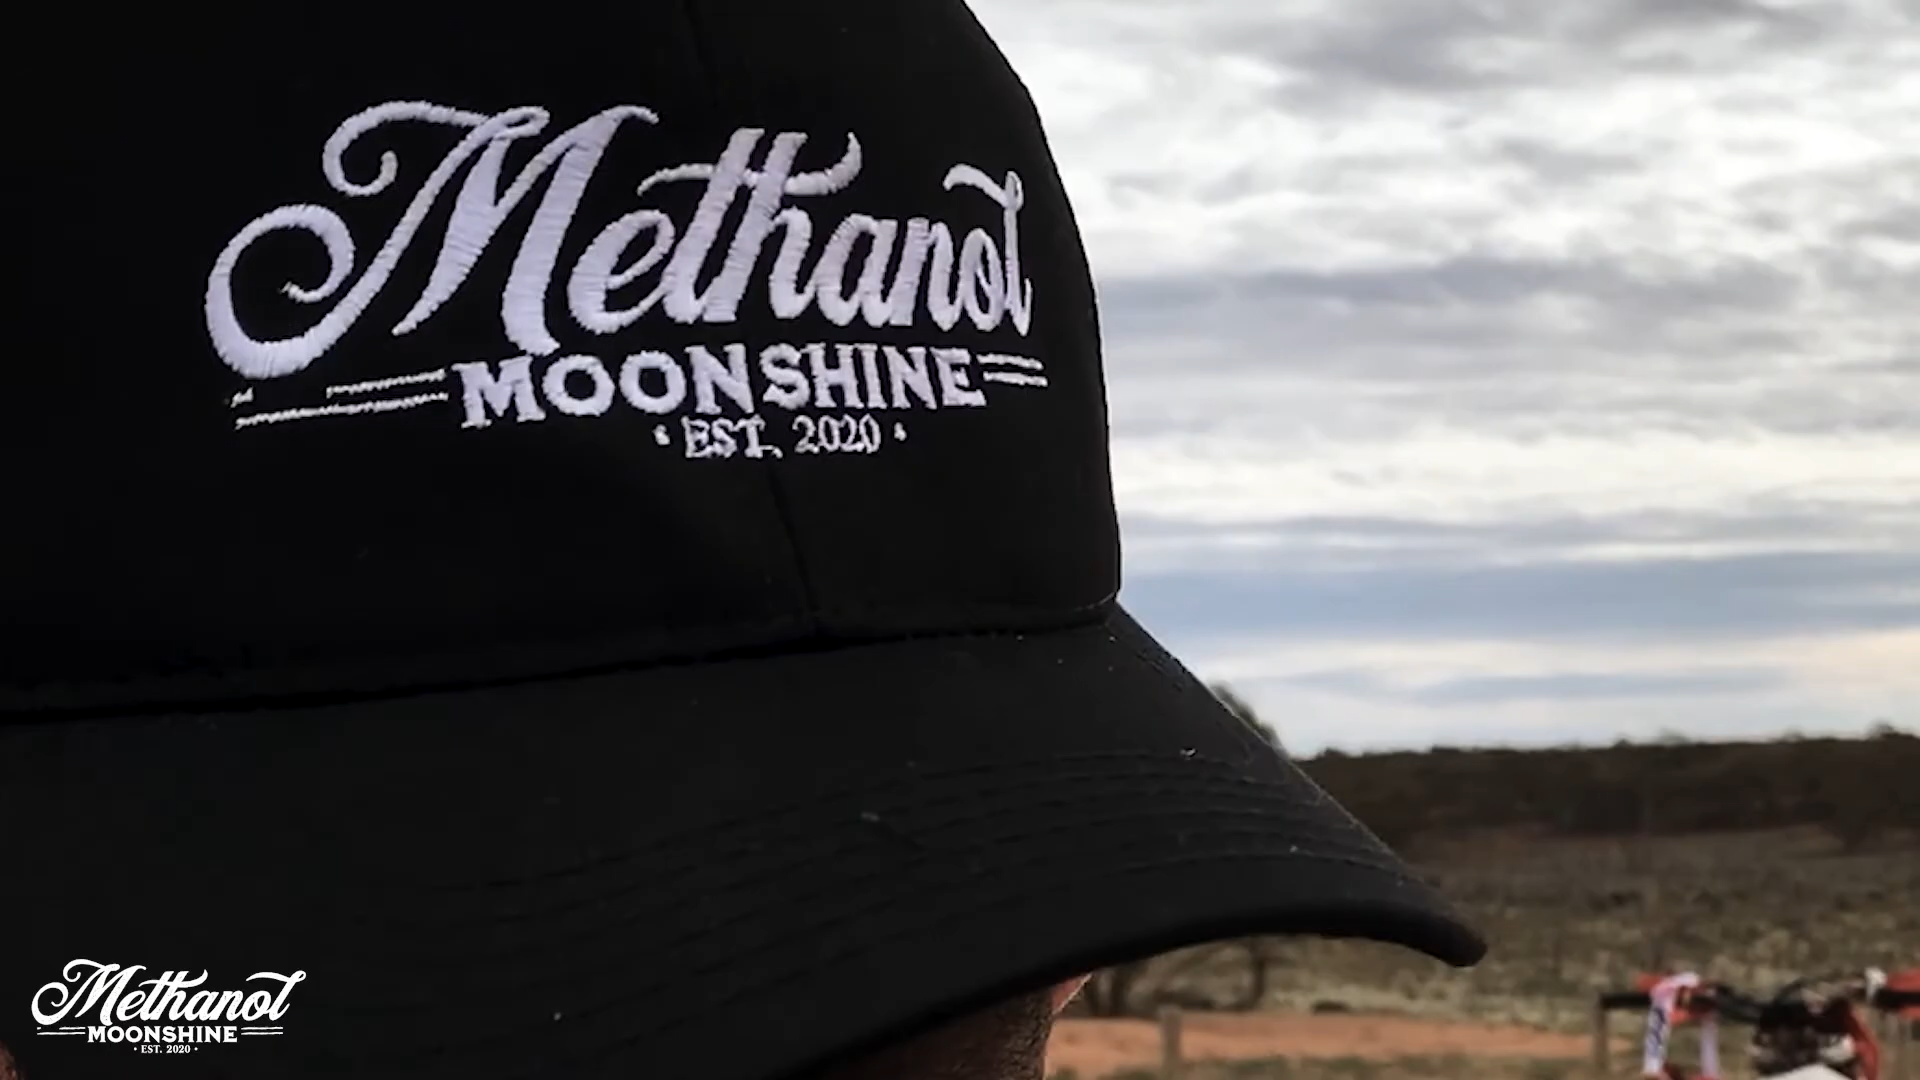 Methanol
MOONSHINE
• EST. 2020 •
Methanol
MOONSHINE
• EST. 2020 •